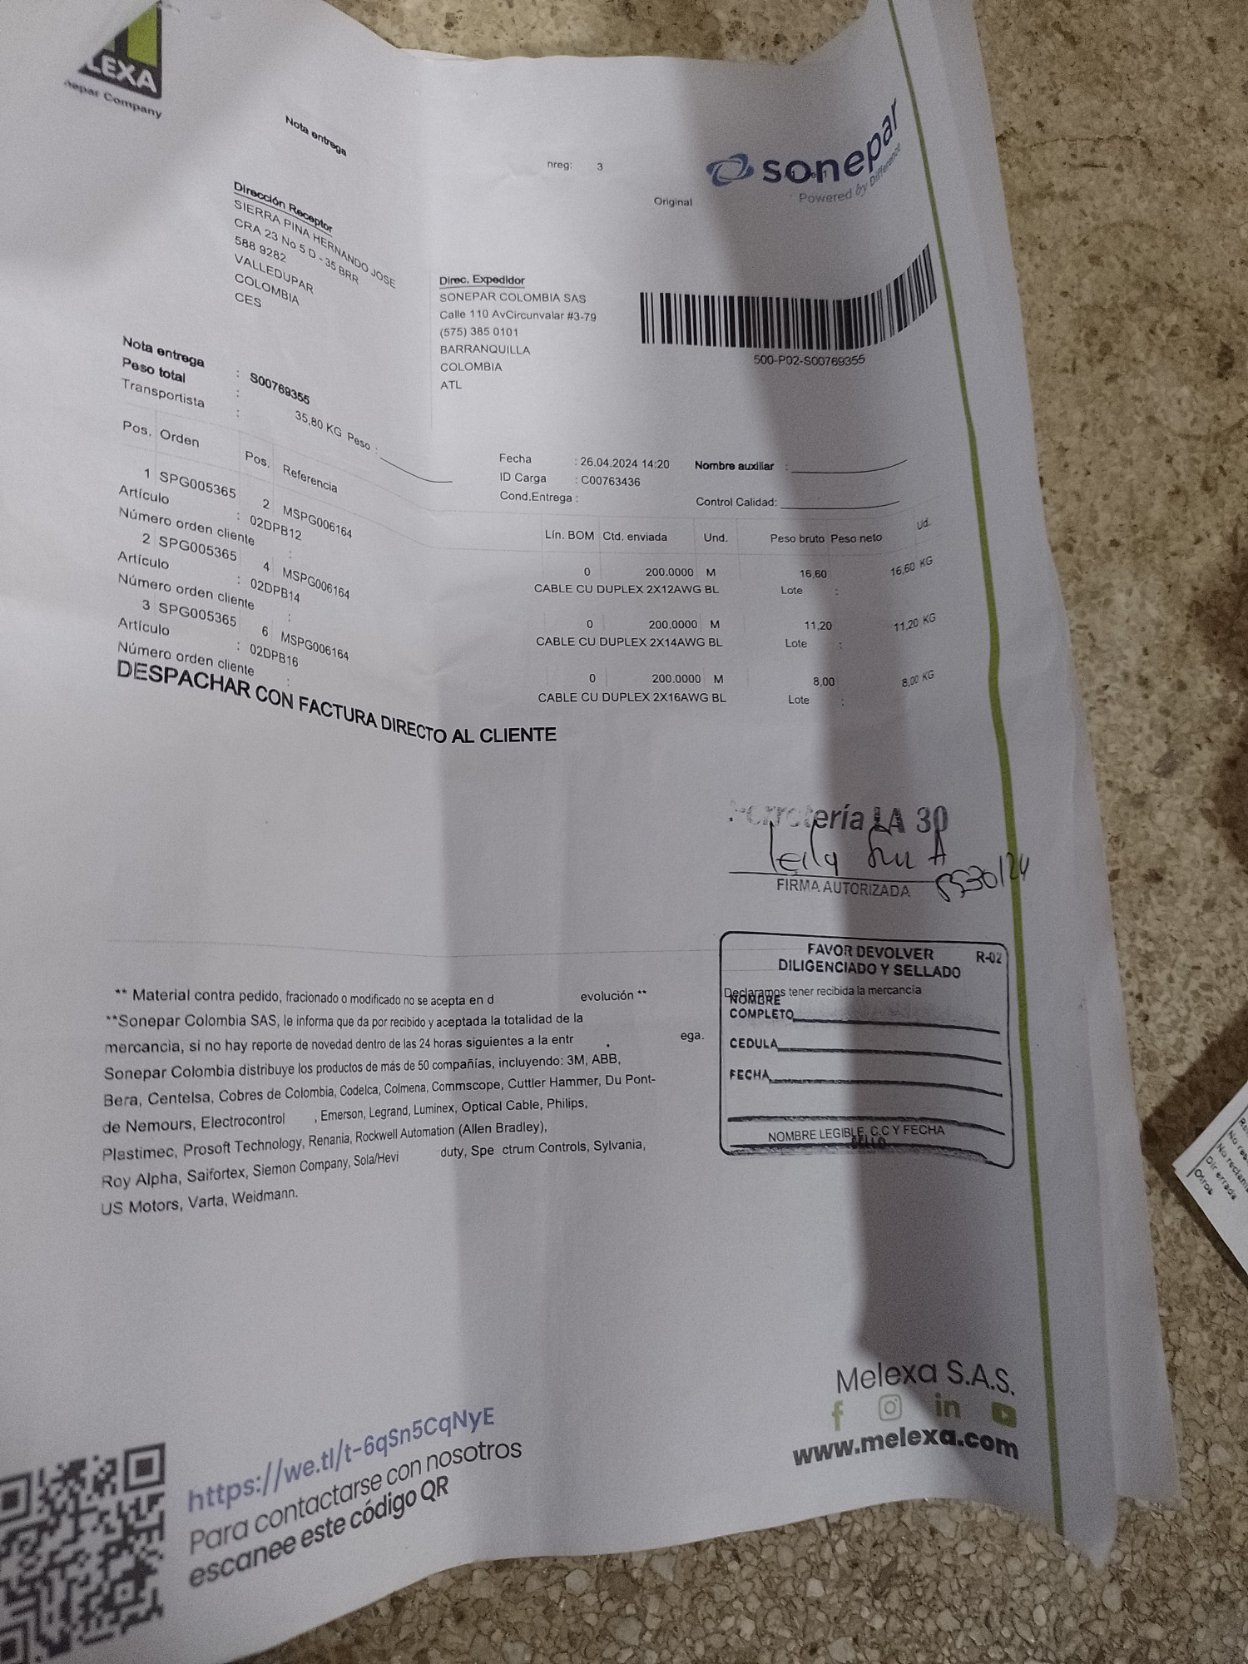 LEXA
nepar Company
Nota entrega
nreg: 3
Original
sonepar
Powered by Difference
Dirección Receptor
SIERRA PINA HERNANDO JOSE
CRA 23 No 5 D - 35 BRR
588 9282
VALLEDUPAR
COLOMBIA
CES
Direc. Expedidor
SONEPAR COLOMBIA SAS
Calle 110 AvCircunvalar #3-79
(575) 385 0101
BARRANQUILLA
COLOMBIA
ATL
500-P02-S00769355
Nota entrega : S00769355
Peso total : 35,80 KG Peso :
Transportista :
Fecha : 26.04.2024 14:20 Nombre auxiliar :
ID Carga : C00763436
Cond.Entrega : Control Calidad:
Pos. Orden Pos. Referencia Lín. BOM Ctd. enviada Und. Peso bruto Peso neto Ud.
1 SPG005365 2 MSPG006164 0 200.0000 M 16,60 16,60 KG
Artículo : 02DPB12 CABLE CU DUPLEX 2X12AWG BL Lote :
Número orden cliente :
2 SPG005365 4 MSPG006164 0 200.0000 M 11,20 11,20 KG
Artículo : 02DPB14 CABLE CU DUPLEX 2X14AWG BL Lote :
Número orden cliente :
3 SPG005365 6 MSPG006164 0 200.0000 M 8,00 8,00 KG
Artículo : 02DPB16 CABLE CU DUPLEX 2X16AWG BL Lote :
Número orden cliente :
DESPACHAR CON FACTURA DIRECTO AL CLIENTE
Ferretería LA 30
FIRMA AUTORIZADA
FAVOR DEVOLVER R-02
DILIGENCIADO Y SELLADO
Declaramos tener recibida la mercancia
NOMBRE
COMPLETO
CEDULA
FECHA
NOMBRE LEGIBLE, C.C Y FECHA
SELLO
** Material contra pedido, fraccionado o modificado no se acepta en d evolución **
**Sonepar Colombia SAS, le informa que da por recibido y aceptada la totalidad de la
mercancia, si no hay reporte de novedad dentro de las 24 horas siguientes a la entr ega.
Sonepar Colombia distribuye los productos de más de 50 compañías, incluyendo: 3M, ABB,
Bera, Centelsa, Cobres de Colombia, Codelca, Colmena, Commscope, Cuttler Hammer, Du Pont-
de Nemours, Electrocontrol , Emerson, Legrand, Luminex, Optical Cable, Philips,
Plastimec, Prosoft Technology, Renania, Rockwell Automation (Allen Bradley),
Roy Alpha, Saifortex, Siemon Company, Sola/Hevi duty, Spe ctrum Controls, Sylvania,
US Motors, Varta, Weidmann.
Melexa S.A.S.
www.melexa.com
https://we.tl/t-6qSn5CqNyE
Para contactarse con nosotros
escanee este código QR
No reclam
Dir errada
Otros